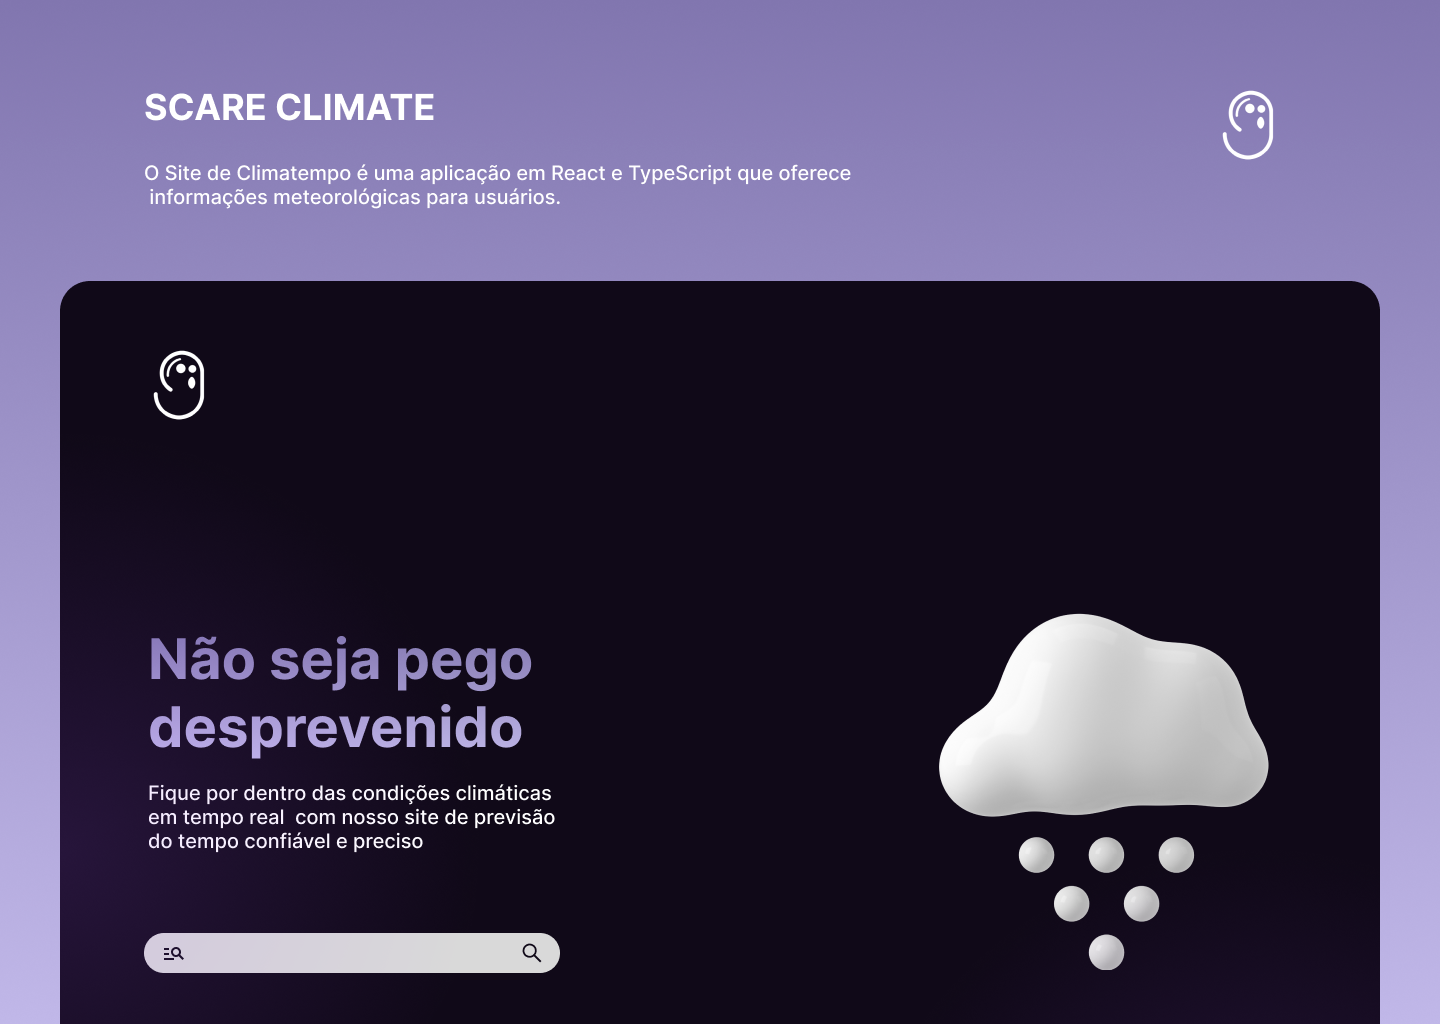 SCARE CLIMATE
O Site de Climatempo é uma aplicação em React e TypeScript que oferece
informações meteorológicas para usuários.
Não seja pego
desprevenido
Fique por dentro das condições climáticas
em tempo real  com nosso site de previsão
do tempo confiável e preciso